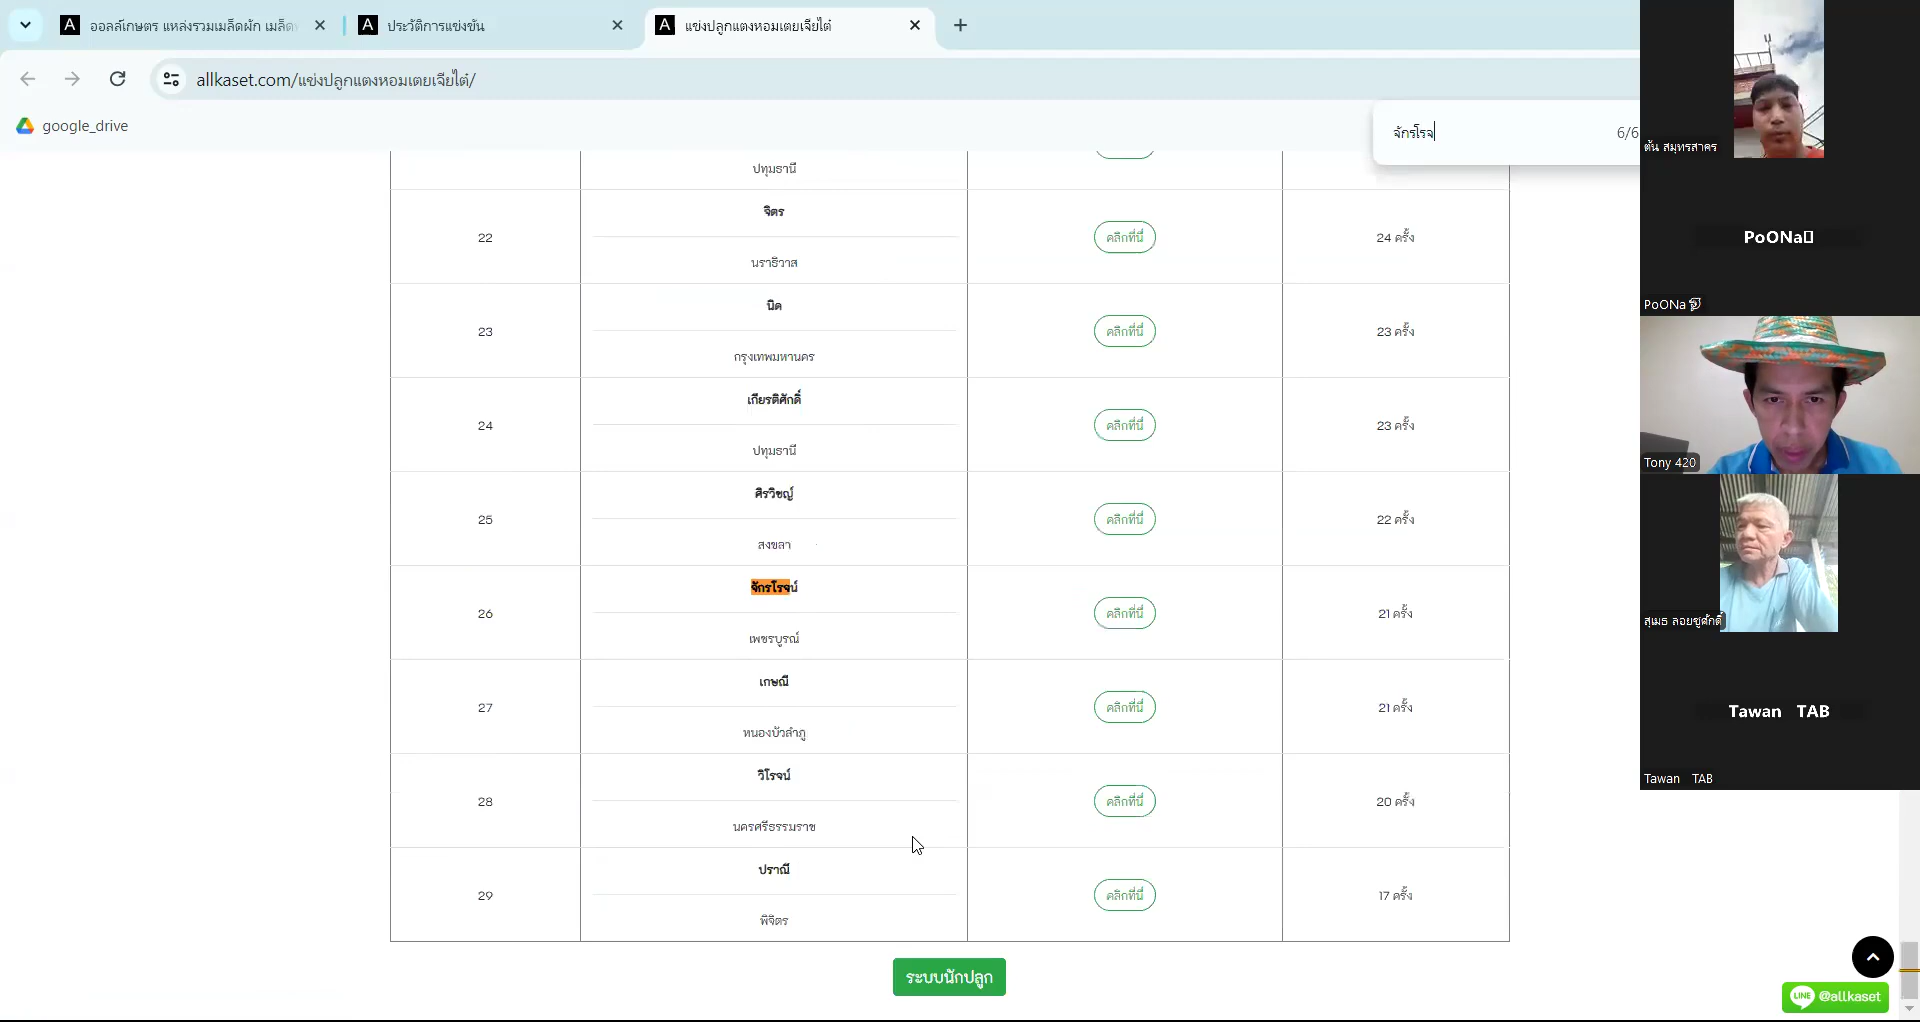 ออลล์เกษตร แหล่งรวมเมล็ดผัก เมล็ด
ประวัติการแข่งขัน
แข่งปลูกแตงหอมเตยเจียไต๋
allkaset.com/แข่งปลูกแตงหอมเตยเจียไต๋/
google_drive
จักรโรจ 6/6
ปทุมธานี
22 จิตร นราธิวาส คลิกที่นี่ 24 ครั้ง
23 นิด กรุงเทพมหานคร คลิกที่นี่ 23 ครั้ง
24 เกียรติศักดิ์ ปทุมธานี คลิกที่นี่ 23 ครั้ง
25 ศิรวิชญ์ สงขลา คลิกที่นี่ 22 ครั้ง
26 จักรโรจน์ เพชรบูรณ์ คลิกที่นี่ 21 ครั้ง
27 เกษณี หนองบัวลำภู คลิกที่นี่ 21 ครั้ง
28 วิโรจน์ นครศรีธรรมราช คลิกที่นี่ 20 ครั้ง
29 ปราณี พิจิตร คลิกที่นี่ 17 ครั้ง
ระบบนักปลูก
LINE @allkaset
ต้น สมุทรสาคร
PoONa
PoONa
Tony 420
สุเมธ ลอยชูศักดิ์
Tawan TAB
Tawan TAB